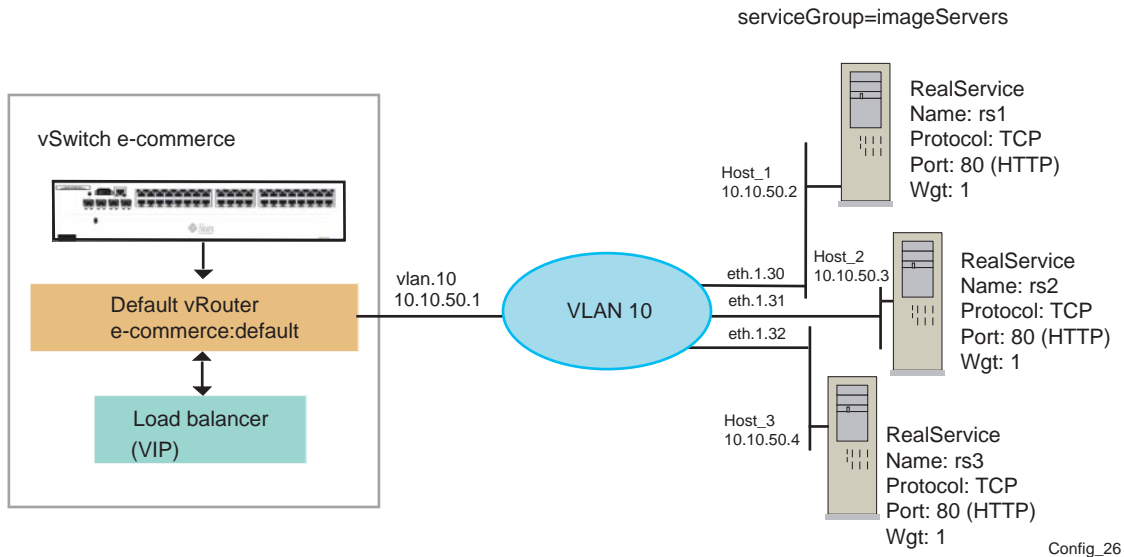 serviceGroup=imageServers
vSwitch e-commerce
Sun
Default vRouter
e-commerce:default
Load balancer
(VIP)
vlan.10
10.10.50.1
VLAN 10
eth.1.30
eth.1.31
eth.1.32
Host_1
10.10.50.2
RealService
Name: rs1
Protocol: TCP
Port: 80 (HTTP)
Wgt: 1
Host_2
10.10.50.3
RealService
Name: rs2
Protocol: TCP
Port: 80 (HTTP)
Wgt: 1
Host_3
10.10.50.4
RealService
Name: rs3
Protocol: TCP
Port: 80 (HTTP)
Wgt: 1
Config_26